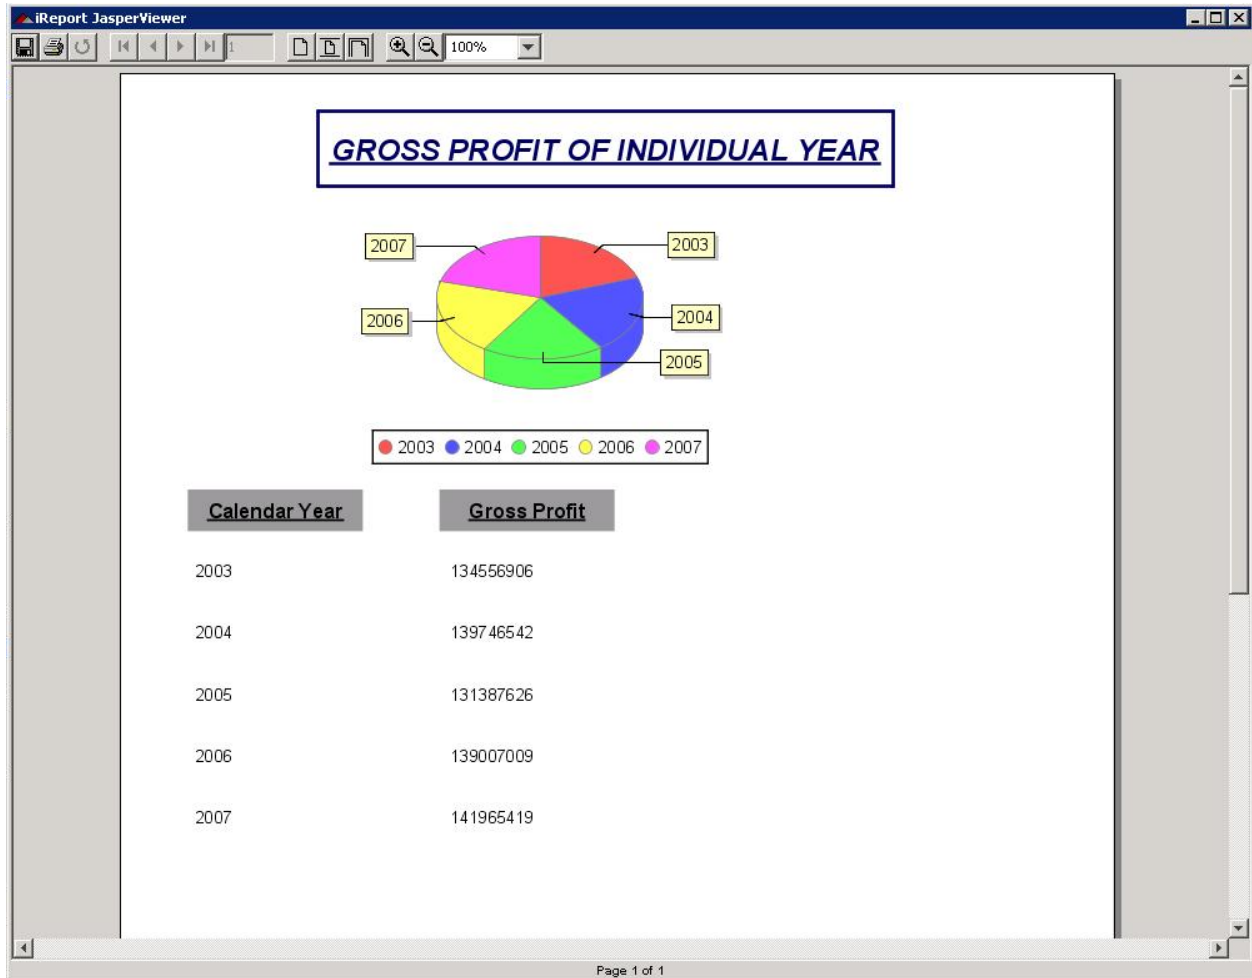 iReport JasperViewer
1
100%
GROSS PROFIT OF INDIVIDUAL YEAR
2007
2003
2006
2004
2005
2003 2004 2005 2006 2007
Calendar Year Gross Profit
2003 134556906
2004 139746542
2005 131387626
2006 139007009
2007 141965419
Page 1 of 1